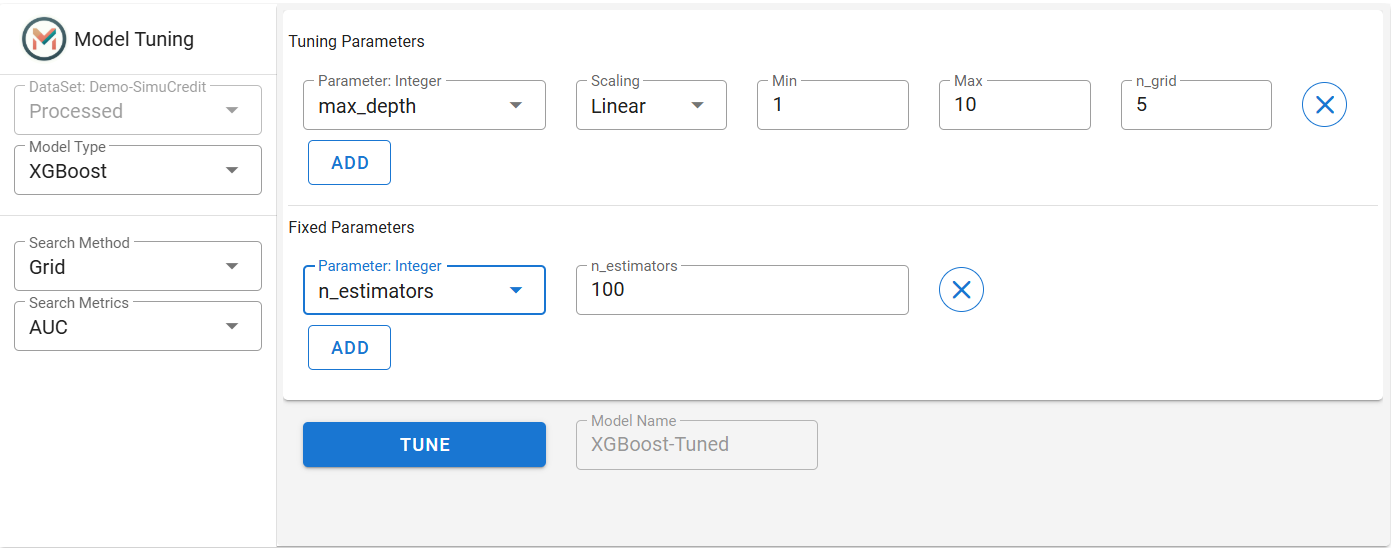 Model Tuning
DataSet: Demo-SimuCredit
Processed
Model Type
XGBoost
Search Method
Grid
Search Metrics
AUC
Tuning Parameters
Parameter: Integer
max_depth
Scaling
Linear
Min
1
Max
10
n_grid
5
ADD
Fixed Parameters
Parameter: Integer
n_estimators
n_estimators
100
ADD
TUNE
Model Name
XGBoost-Tuned